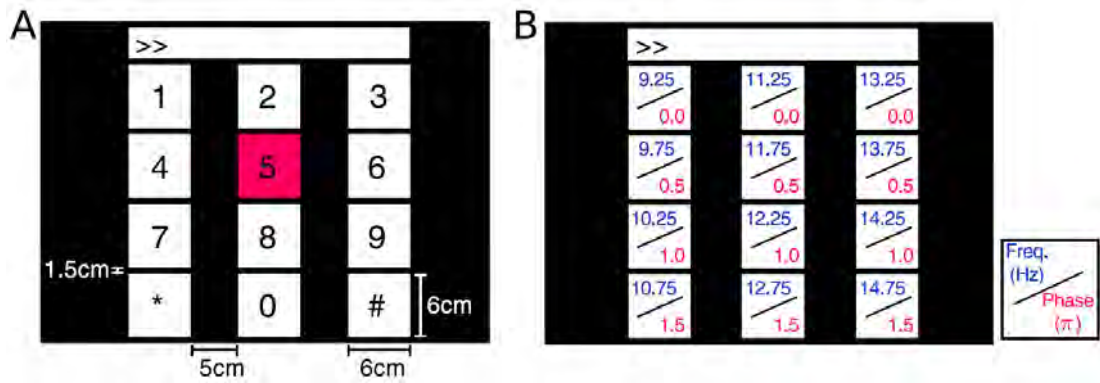 A
>>
1 2 3
4 5 6
7 8 9
* 0 #
1.5cm
6cm
5cm 6cm
B
>>
9.25 11.25 13.25
0.0 0.0 0.0
9.75 11.75 13.75
0.5 0.5 0.5
10.25 12.25 14.25
1.0 1.0 1.0
10.75 12.75 14.75
1.5 1.5 1.5
Freq.
(Hz)
Phase
(π)